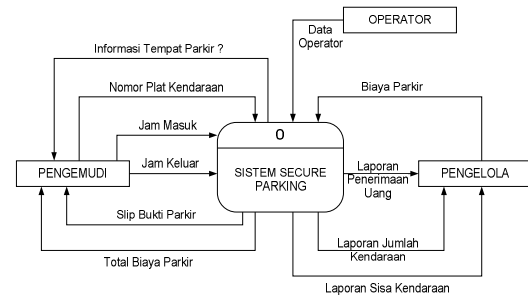 OPERATOR
Data
Operator
Informasi Tempat Parkir ?
Nomor Plat Kendaraan
Biaya Parkir
Jam Masuk
0
Jam Keluar
PENGEMUDI
SISTEM SECURE
PARKING
Laporan
Penerimaan
Uang
PENGELOLA
Slip Bukti Parkir
Laporan Jumlah
Kendaraan
Total Biaya Parkir
Laporan Sisa Kendaraan